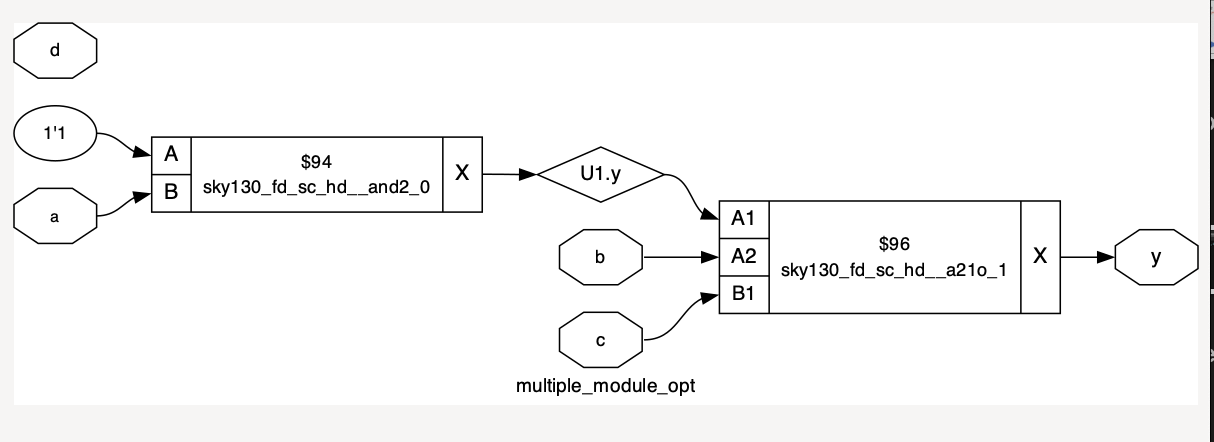 d
1'1
a
A
B
$94
sky130_fd_sc_hd__and2_0
X
U1.y
b
c
A1
A2
B1
$96
sky130_fd_sc_hd__a21o_1
X
y
multiple_module_opt